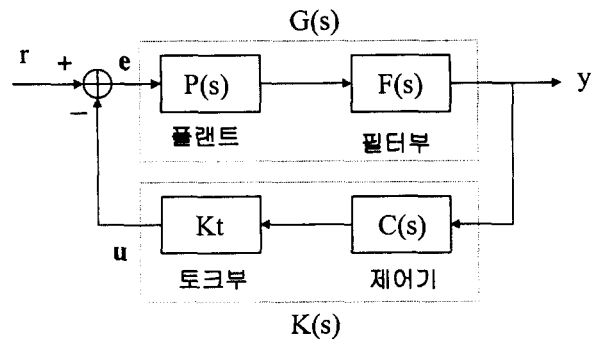 G(s)
r + e P(s) F(s) y
−
플랜트 필터부
Kt C(s)
u 토크부 제어기
K(s)